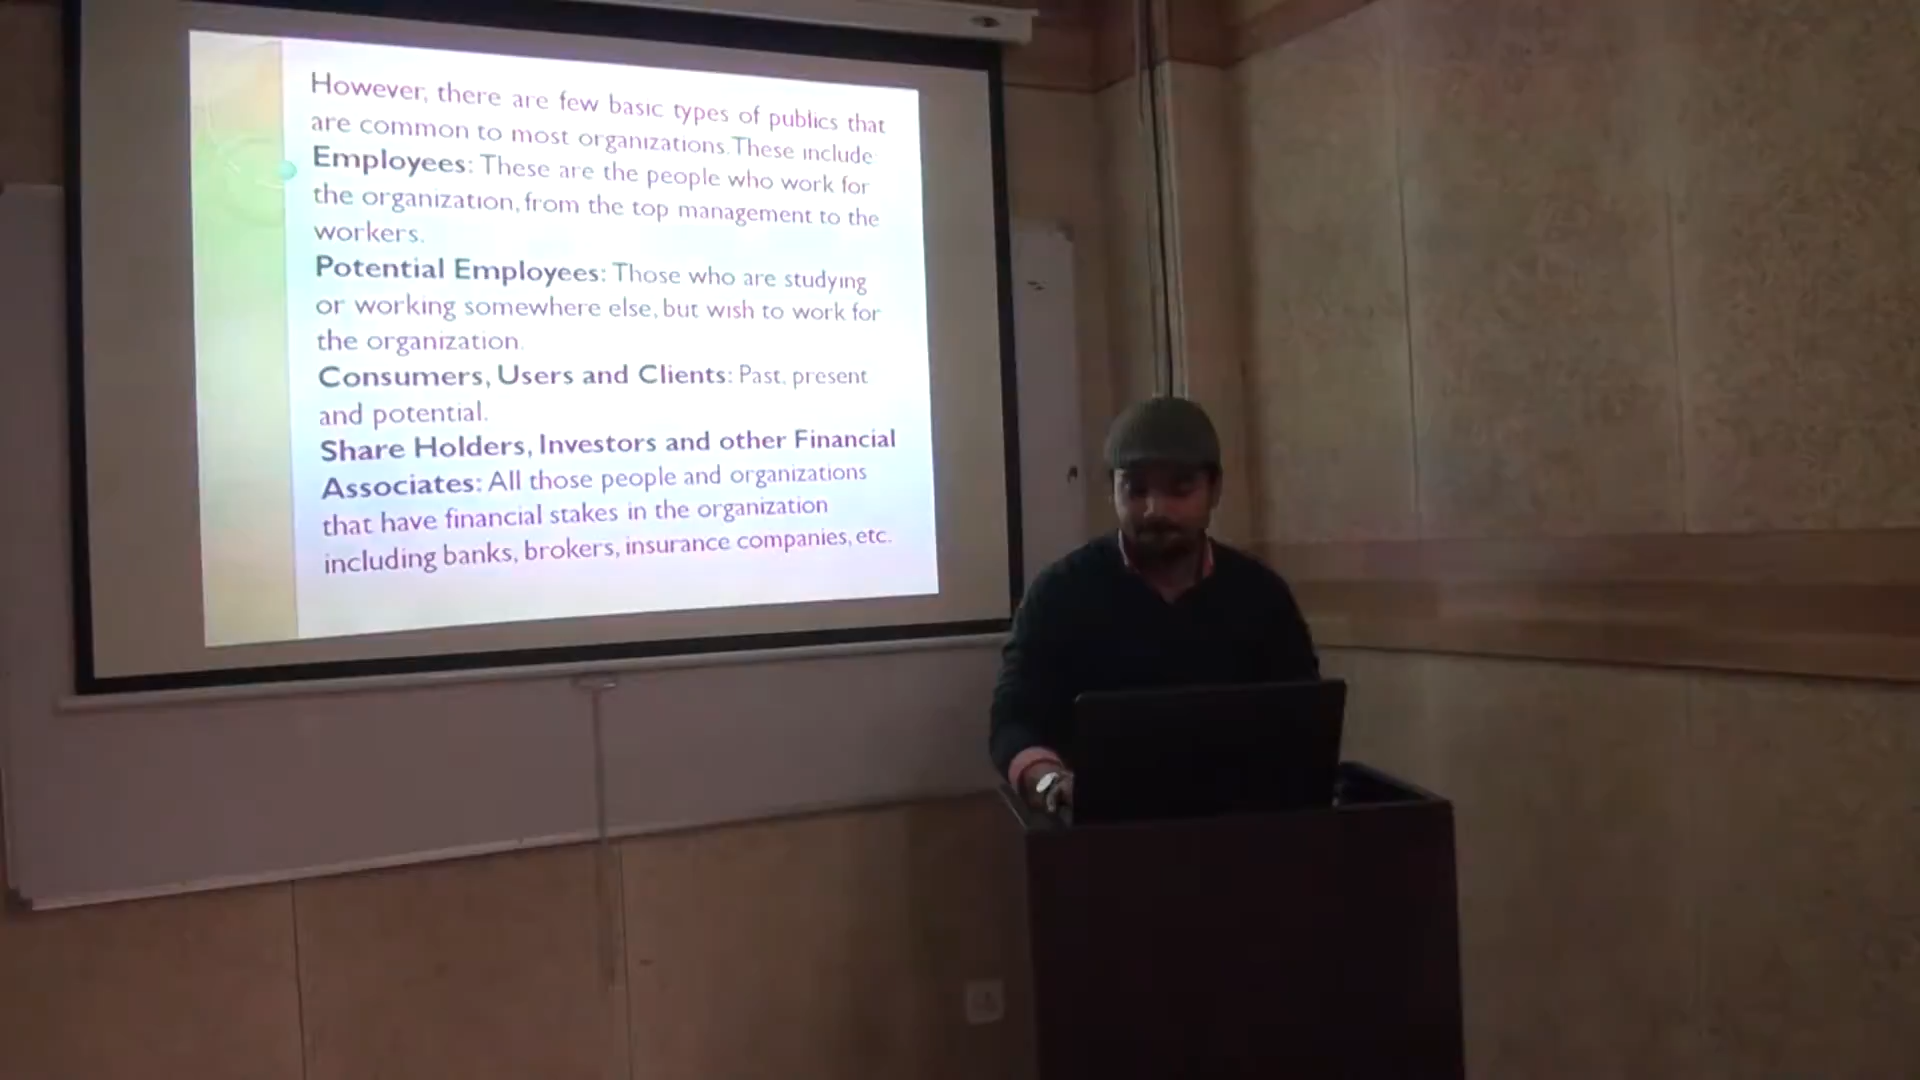 However, there are few basic types of publics that
are common to most organizations. These include
Employees: These are the people who work for
the organization, from the top management to the
workers.
Potential Employees: Those who are studying
or working somewhere else, but wish to work for
the organization.
Consumers, Users and Clients: Past, present
and potential.
Share Holders, Investors and other Financial
Associates: All those people and organizations
that have financial stakes in the organization
including banks, brokers, insurance companies, etc.